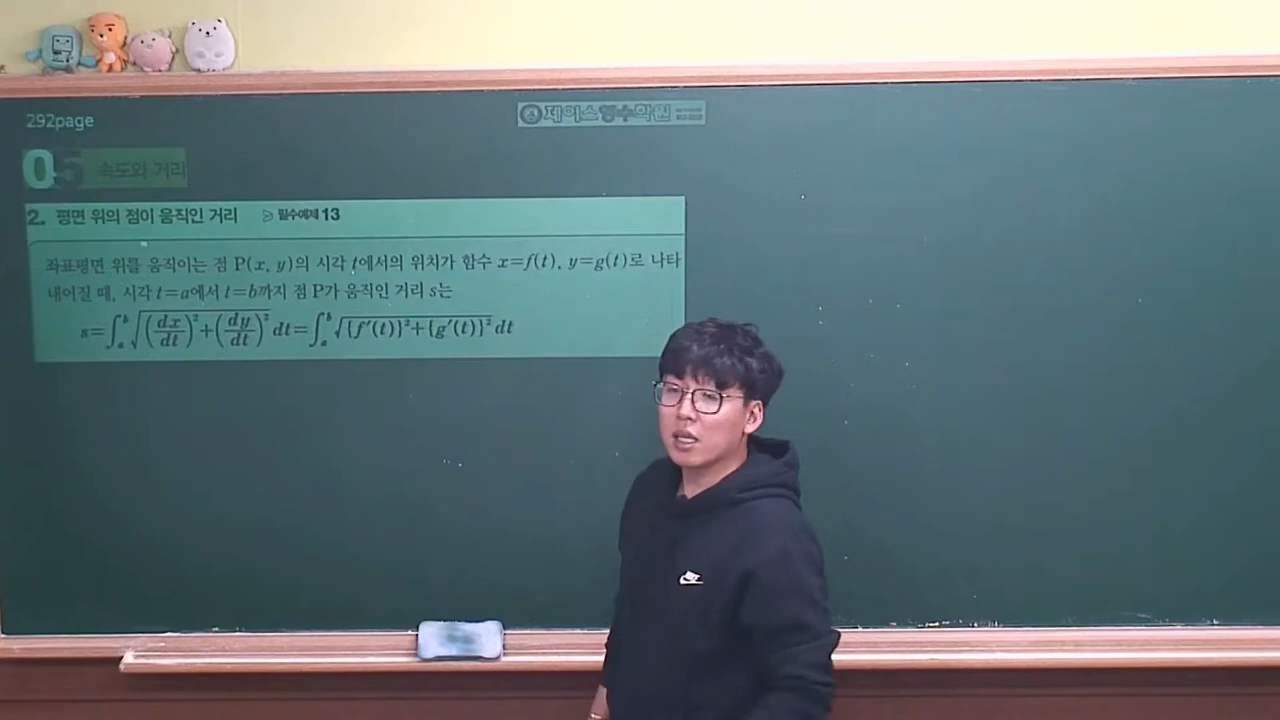 292page
제이스영수학원
05 속도와 거리
2. 평면 위의 점이 움직인 거리 ≫ 필수예제 13
좌표평면 위를 움직이는 점 P(x, y)의 시각 t에서의 위치가 함수 x=f(t), y=g(t)로 나타
내어질 때, 시각 t=a에서 t=b까지 점 P가 움직인 거리 s는
s=∫ₐᵇ√((dx/dt)²+(dy/dt)²) dt=∫ₐᵇ√({f′(t)}²+{g′(t)}²) dt